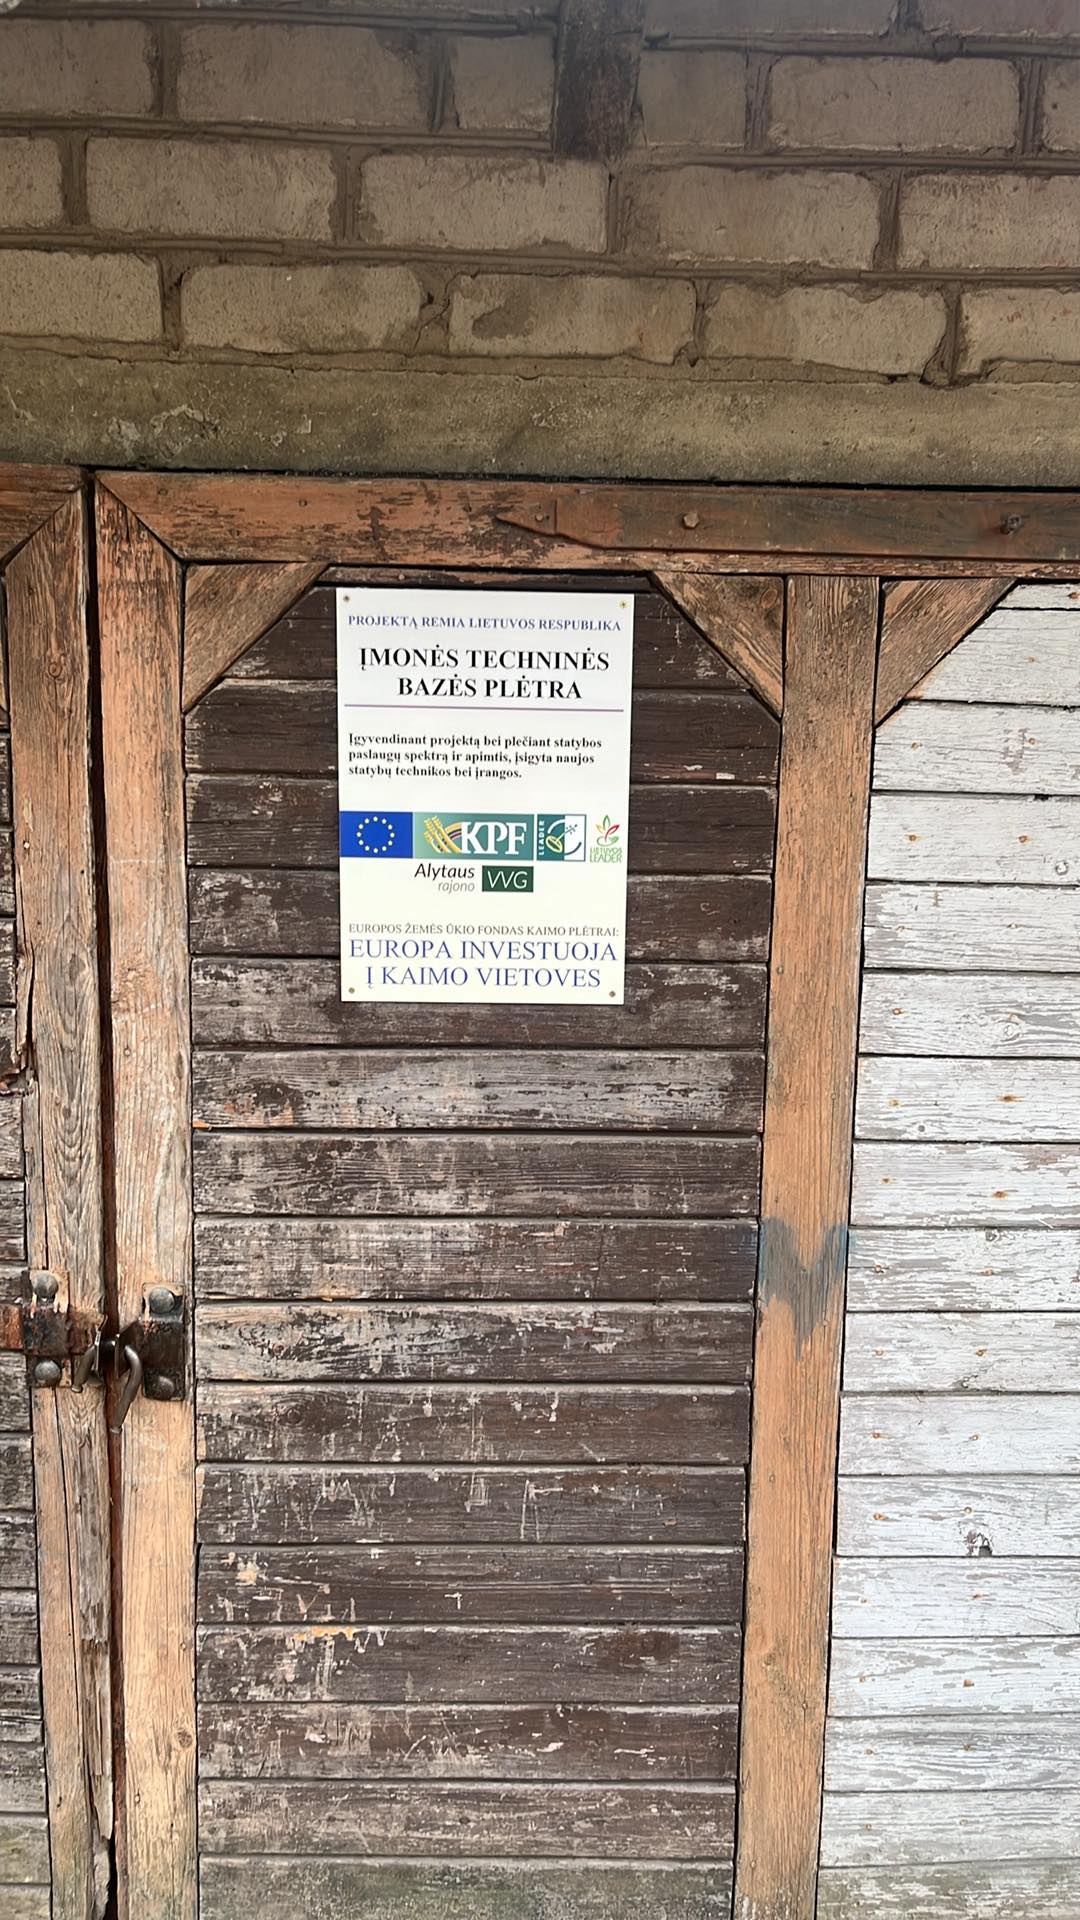 PROJEKTĄ REMIA LIETUVOS RESPUBLIKA
ĮMONĖS TECHNINĖS
BAZĖS PLĖTRA
Įgyvendinant projektą bei plečiant statybos
paslaugų spektrą ir apimtis, įsigyta naujos
statybų technikos bei įrangos.
KPF
LEADER
LIETUVOS
LEADER
Alytaus
rajono
VVG
EUROPOS ŽEMĖS ŪKIO FONDAS KAIMO PLĖTRAI:
EUROPA INVESTUOJA
Į KAIMO VIETOVES